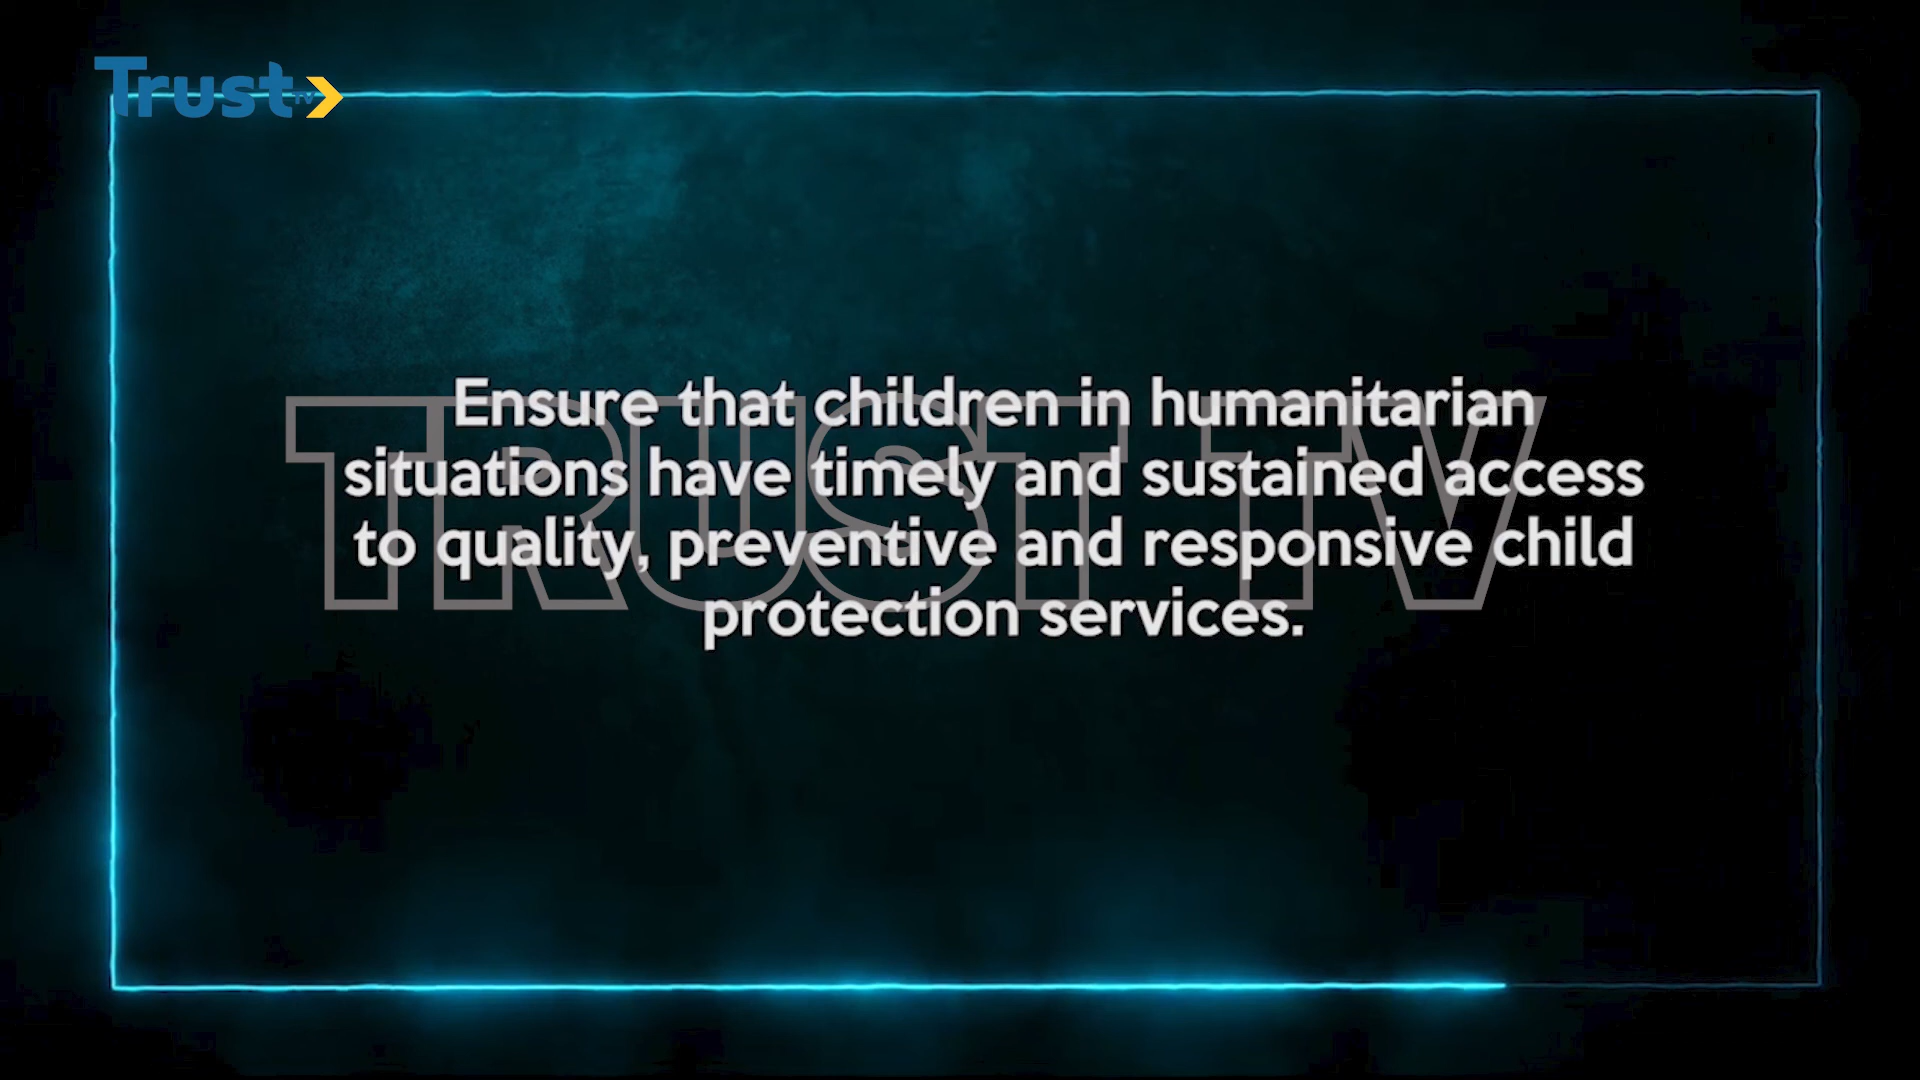 Trust TV
TRUST TV
Ensure that children in humanitarian
situations have timely and sustained access
to quality, preventive and responsive child
protection services.